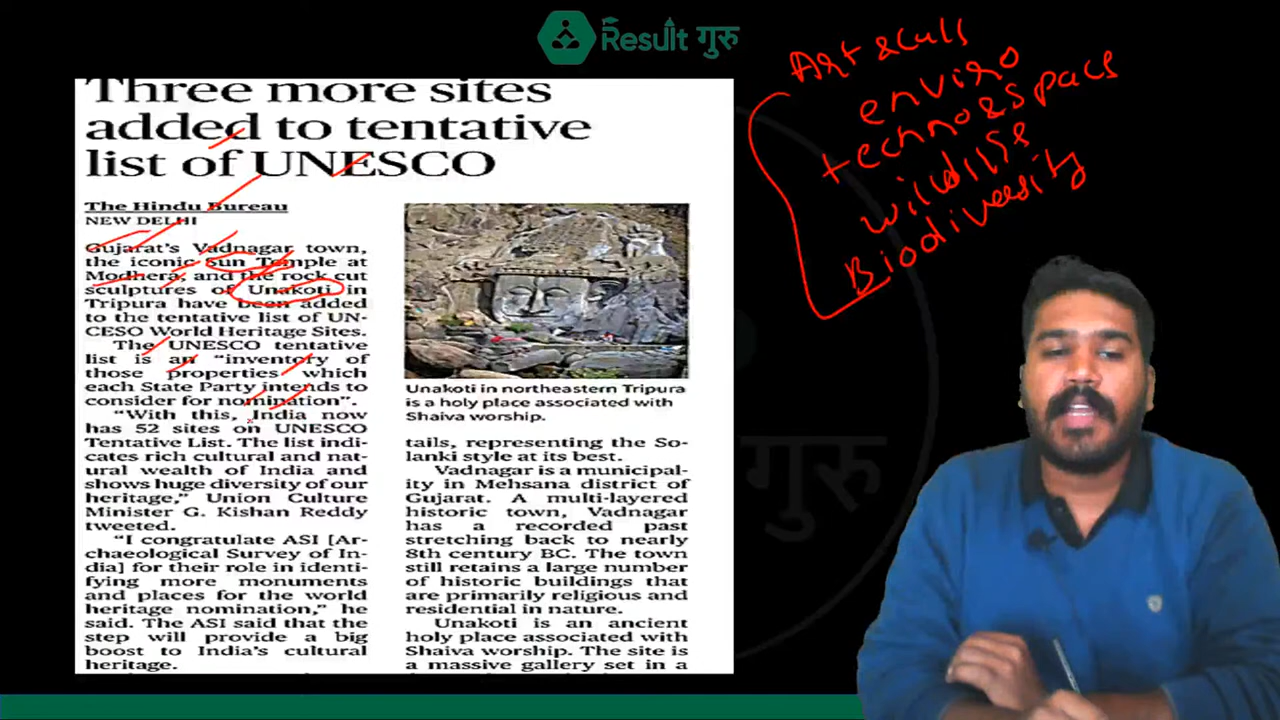 Result गुरु
Three more sites
added to tentative
list of UNESCO
The Hindu Bureau
NEW DELHI
Gujarat's Vadnagar town,
the iconic Sun Temple at
Modhera, and the rock cut
sculptures of Unakoti in
Tripura have been added
to the tentative list of UN-
CESO World Heritage Sites.
The UNESCO tentative
list is an "inventory of
those properties which
each State Party intends to
consider for nomination".
"With this, India now
has 52 sites on UNESCO
Tentative List. The list indi-
cates rich cultural and nat-
ural wealth of India and
shows huge diversity of our
heritage," Union Culture
Minister G. Kishan Reddy
tweeted.
"I congratulate ASI [Ar-
chaeological Survey of In-
dia] for their role in identi-
fying more monuments
and places for the world
heritage nomination," he
said. The ASI said that the
step will provide a big
boost to India's cultural
heritage.
Unakoti in northeastern Tripura
is a holy place associated with
Shaiva worship.
tails, representing the So-
lanki style at its best.
Vadnagar is a municipal-
ity in Mehsana district of
Gujarat. A multi-layered
historic town, Vadnagar
has a recorded past
stretching back to nearly
8th century BC. The town
still retains a large number
of historic buildings that
are primarily religious and
residential in nature.
Unakoti is an ancient
holy place associated with
Shaiva worship. The site is
a massive gallery set in a
Art & Cult
enviro
techno & space
wildlife
Biodiversity